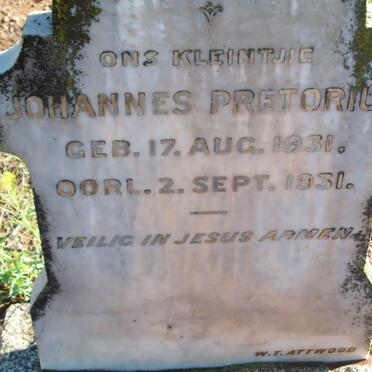 ONS KLEINTJIE
JOHANNES PRETORIU
GEB. 17. AUG. 1931.
OORL. 2. SEPT. 1931.
VEILIG IN JESUS ARMEN.
W.T. ATTWOOD